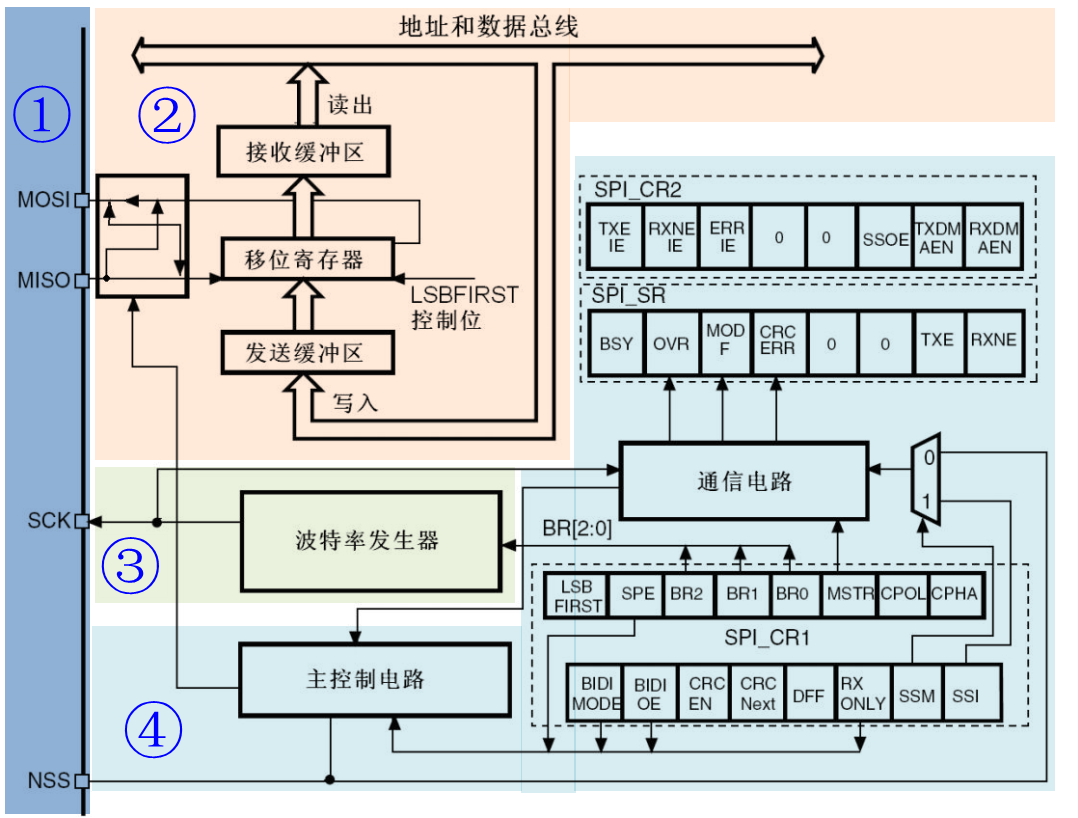 地址和数据总线
①
②
读出
接收缓冲区
MOSI
移位寄存器
MISO
LSBFIRST
控制位
发送缓冲区
写入
SPI_CR2
TXE
IE
RXNE
IE
ERR
IE
0
0
SSOE
TXDM
AEN
RXDM
AEN
SPI_SR
BSY
OVR
MOD
F
CRC
ERR
0
0
TXE
RXNE
通信电路
0
1
SCK
③
波特率发生器
BR[2:0]
LSB
FIRST
SPE
BR2
BR1
BR0
MSTR
CPOL
CPHA
SPI_CR1
主控制电路
④
BIDI
MODE
BIDI
OE
CRC
EN
CRC
Next
DFF
RX
ONLY
SSM
SSI
NSS